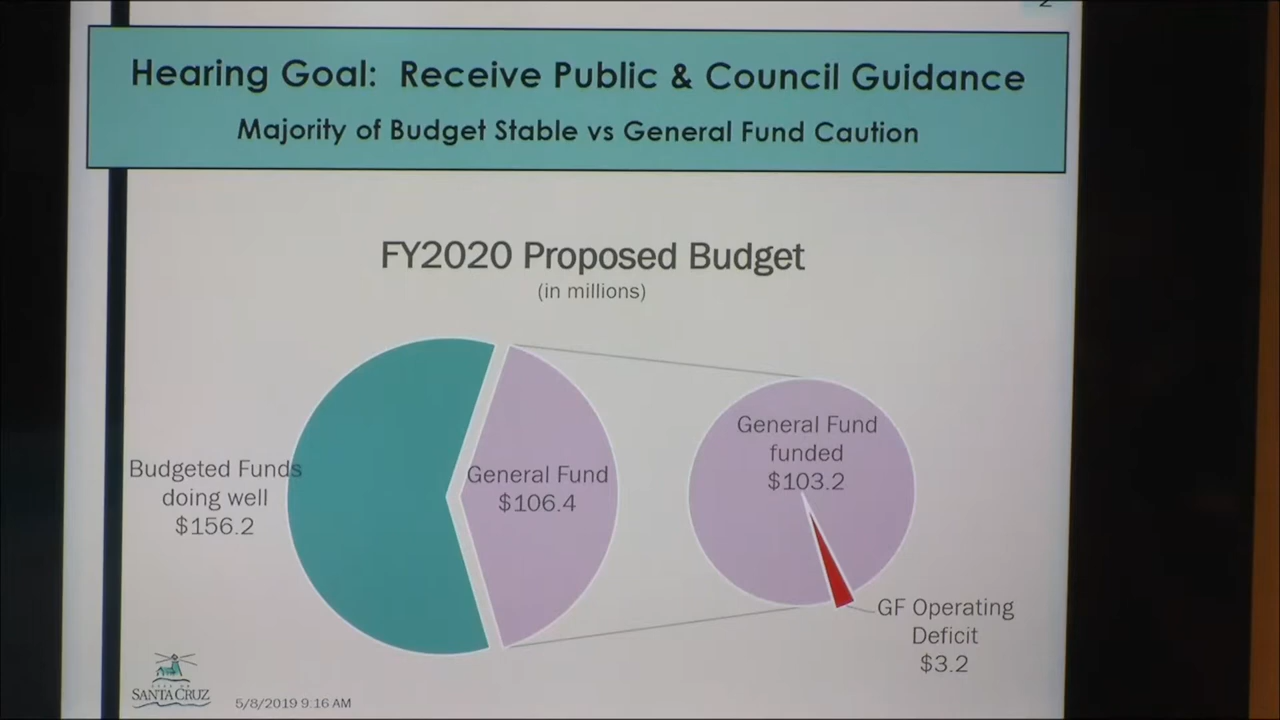 2
Hearing Goal: Receive Public & Council Guidance
Majority of Budget Stable vs General Fund Caution
FY2020 Proposed Budget
(in millions)
Budgeted Funds
doing well
$156.2
General Fund
$106.4
General Fund
funded
$103.2
GF Operating
Deficit
$3.2
SANTA CRUZ
5/8/2019 9:16 AM